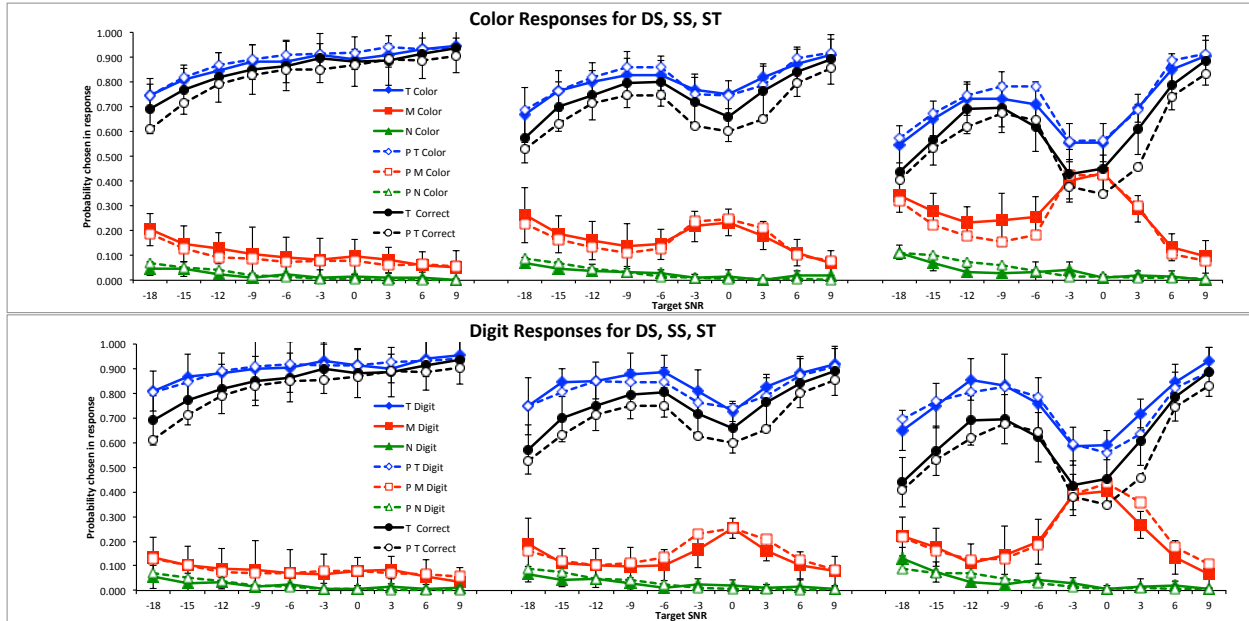 Color Responses for DS, SS, ST
Probability chosen in response
1.000
0.900
0.800
0.700
0.600
0.500
0.400
0.300
0.200
0.100
0.000
T Color
M Color
N Color
P T Color
P M Color
P N Color
T Correct
P T Correct
-18 -15 -12 -9 -6 -3 0 3 6 9 -18 -15 -12 -9 -6 -3 0 3 6 9 -18 -15 -12 -9 -6 -3 0 3 6 9
Target SNR
Digit Responses for DS, SS, ST
Probability chosen in response
1.000
0.900
0.800
0.700
0.600
0.500
0.400
0.300
0.200
0.100
0.000
T Digit
M Digit
N Digit
P T Digit
P M Digit
P N Digit
T Correct
P T Correct
-18 -15 -12 -9 -6 -3 0 3 6 9 -18 -15 -12 -9 -6 -3 0 3 6 9 -18 -15 -12 -9 -6 -3 0 3 6 9
Target SNR